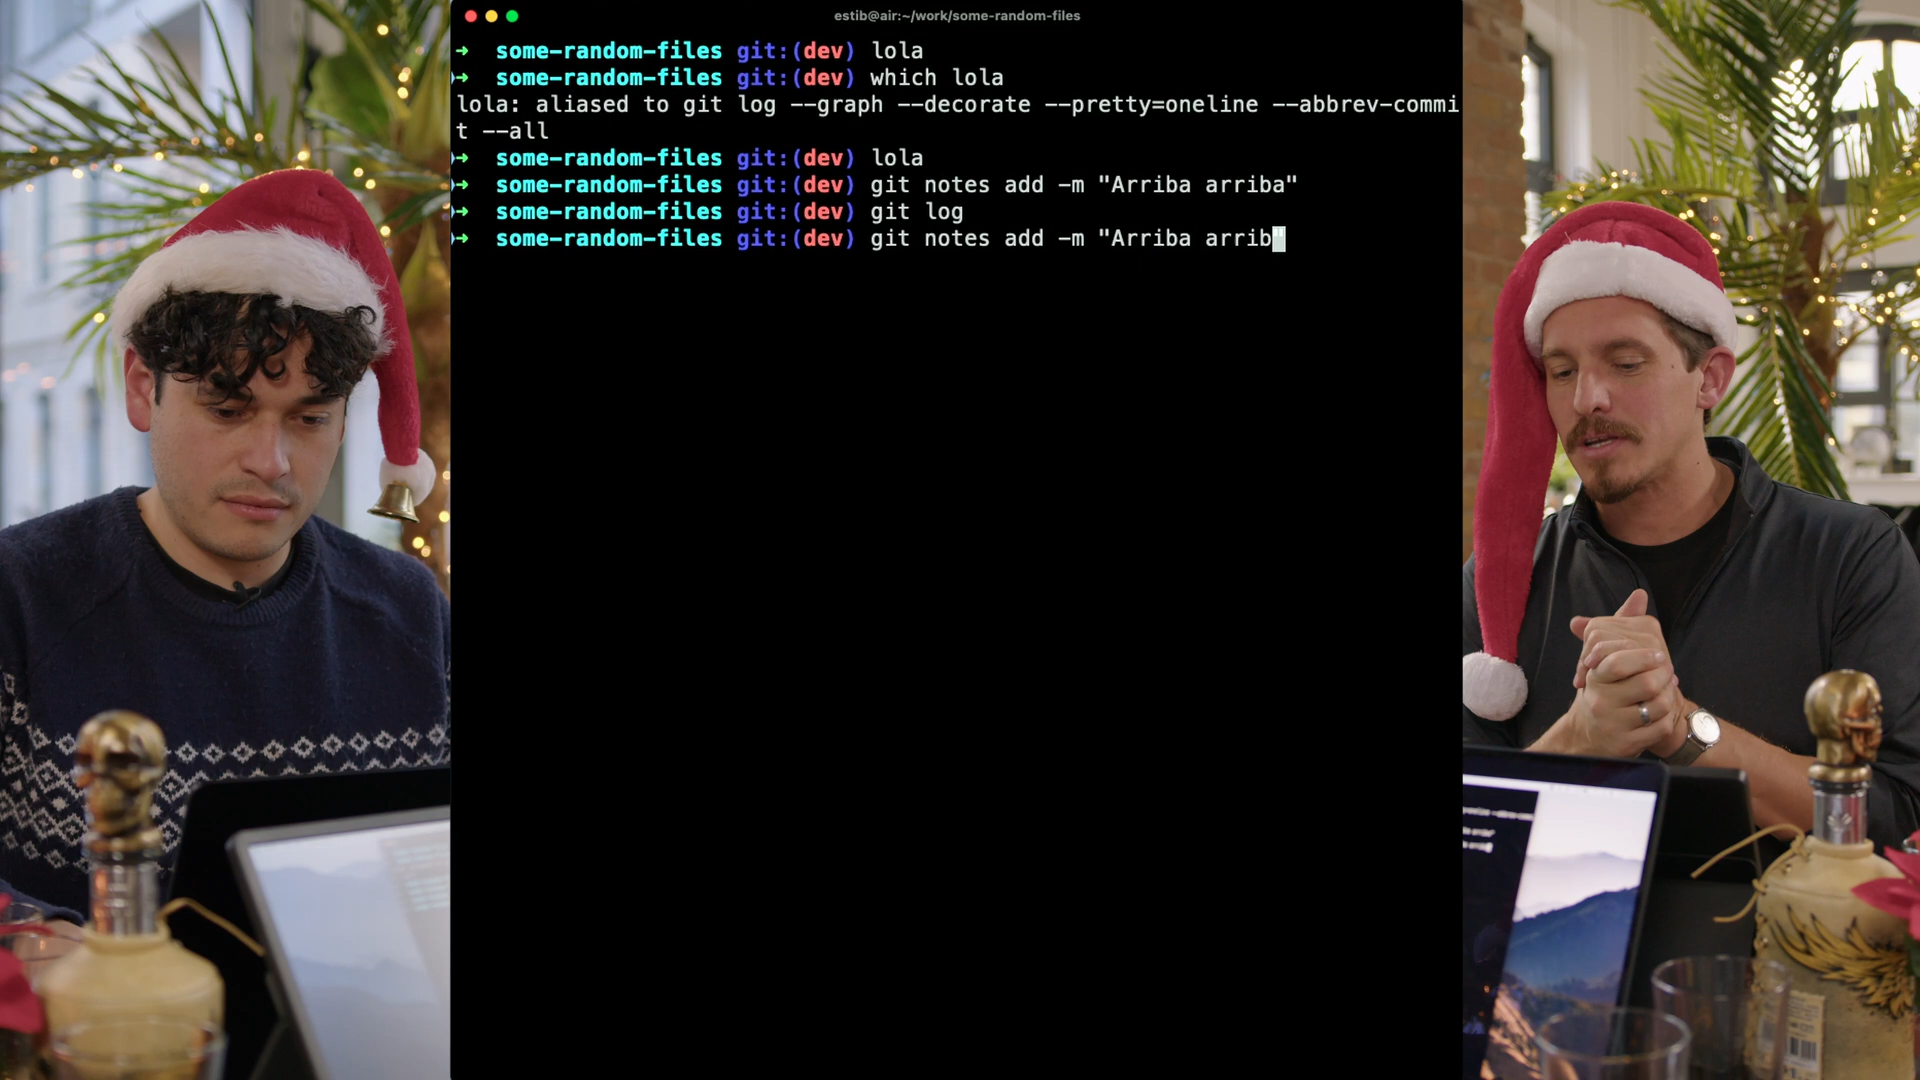 estib@air:~/work/some-random-files
➜ some-random-files git:(dev) lola
➜ some-random-files git:(dev) which lola
lola: aliased to git log --graph --decorate --pretty=oneline --abbrev-commi
t --all
➜ some-random-files git:(dev) lola
➜ some-random-files git:(dev) git notes add -m "Arriba arriba"
➜ some-random-files git:(dev) git log
➜ some-random-files git:(dev) git notes add -m "Arriba arrib"